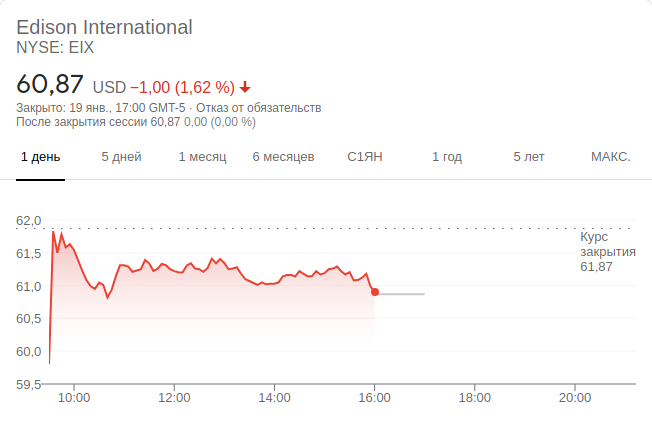 Edison International
NYSE: EIX
60,87 USD −1,00 (1,62 %)
Закрыто: 19 янв., 17:00 GMT-5 · Отказ от обязательств
После закрытия сессии 60,87 0,00 (0,00 %)
1 день 5 дней 1 месяц 6 месяцев С1ЯН 1 год 5 лет МАКС.
62,0
Курс
закрытия
61,87
61,5
61,0
60,5
60,0
59,5
10:00 12:00 14:00 16:00 18:00 20:00